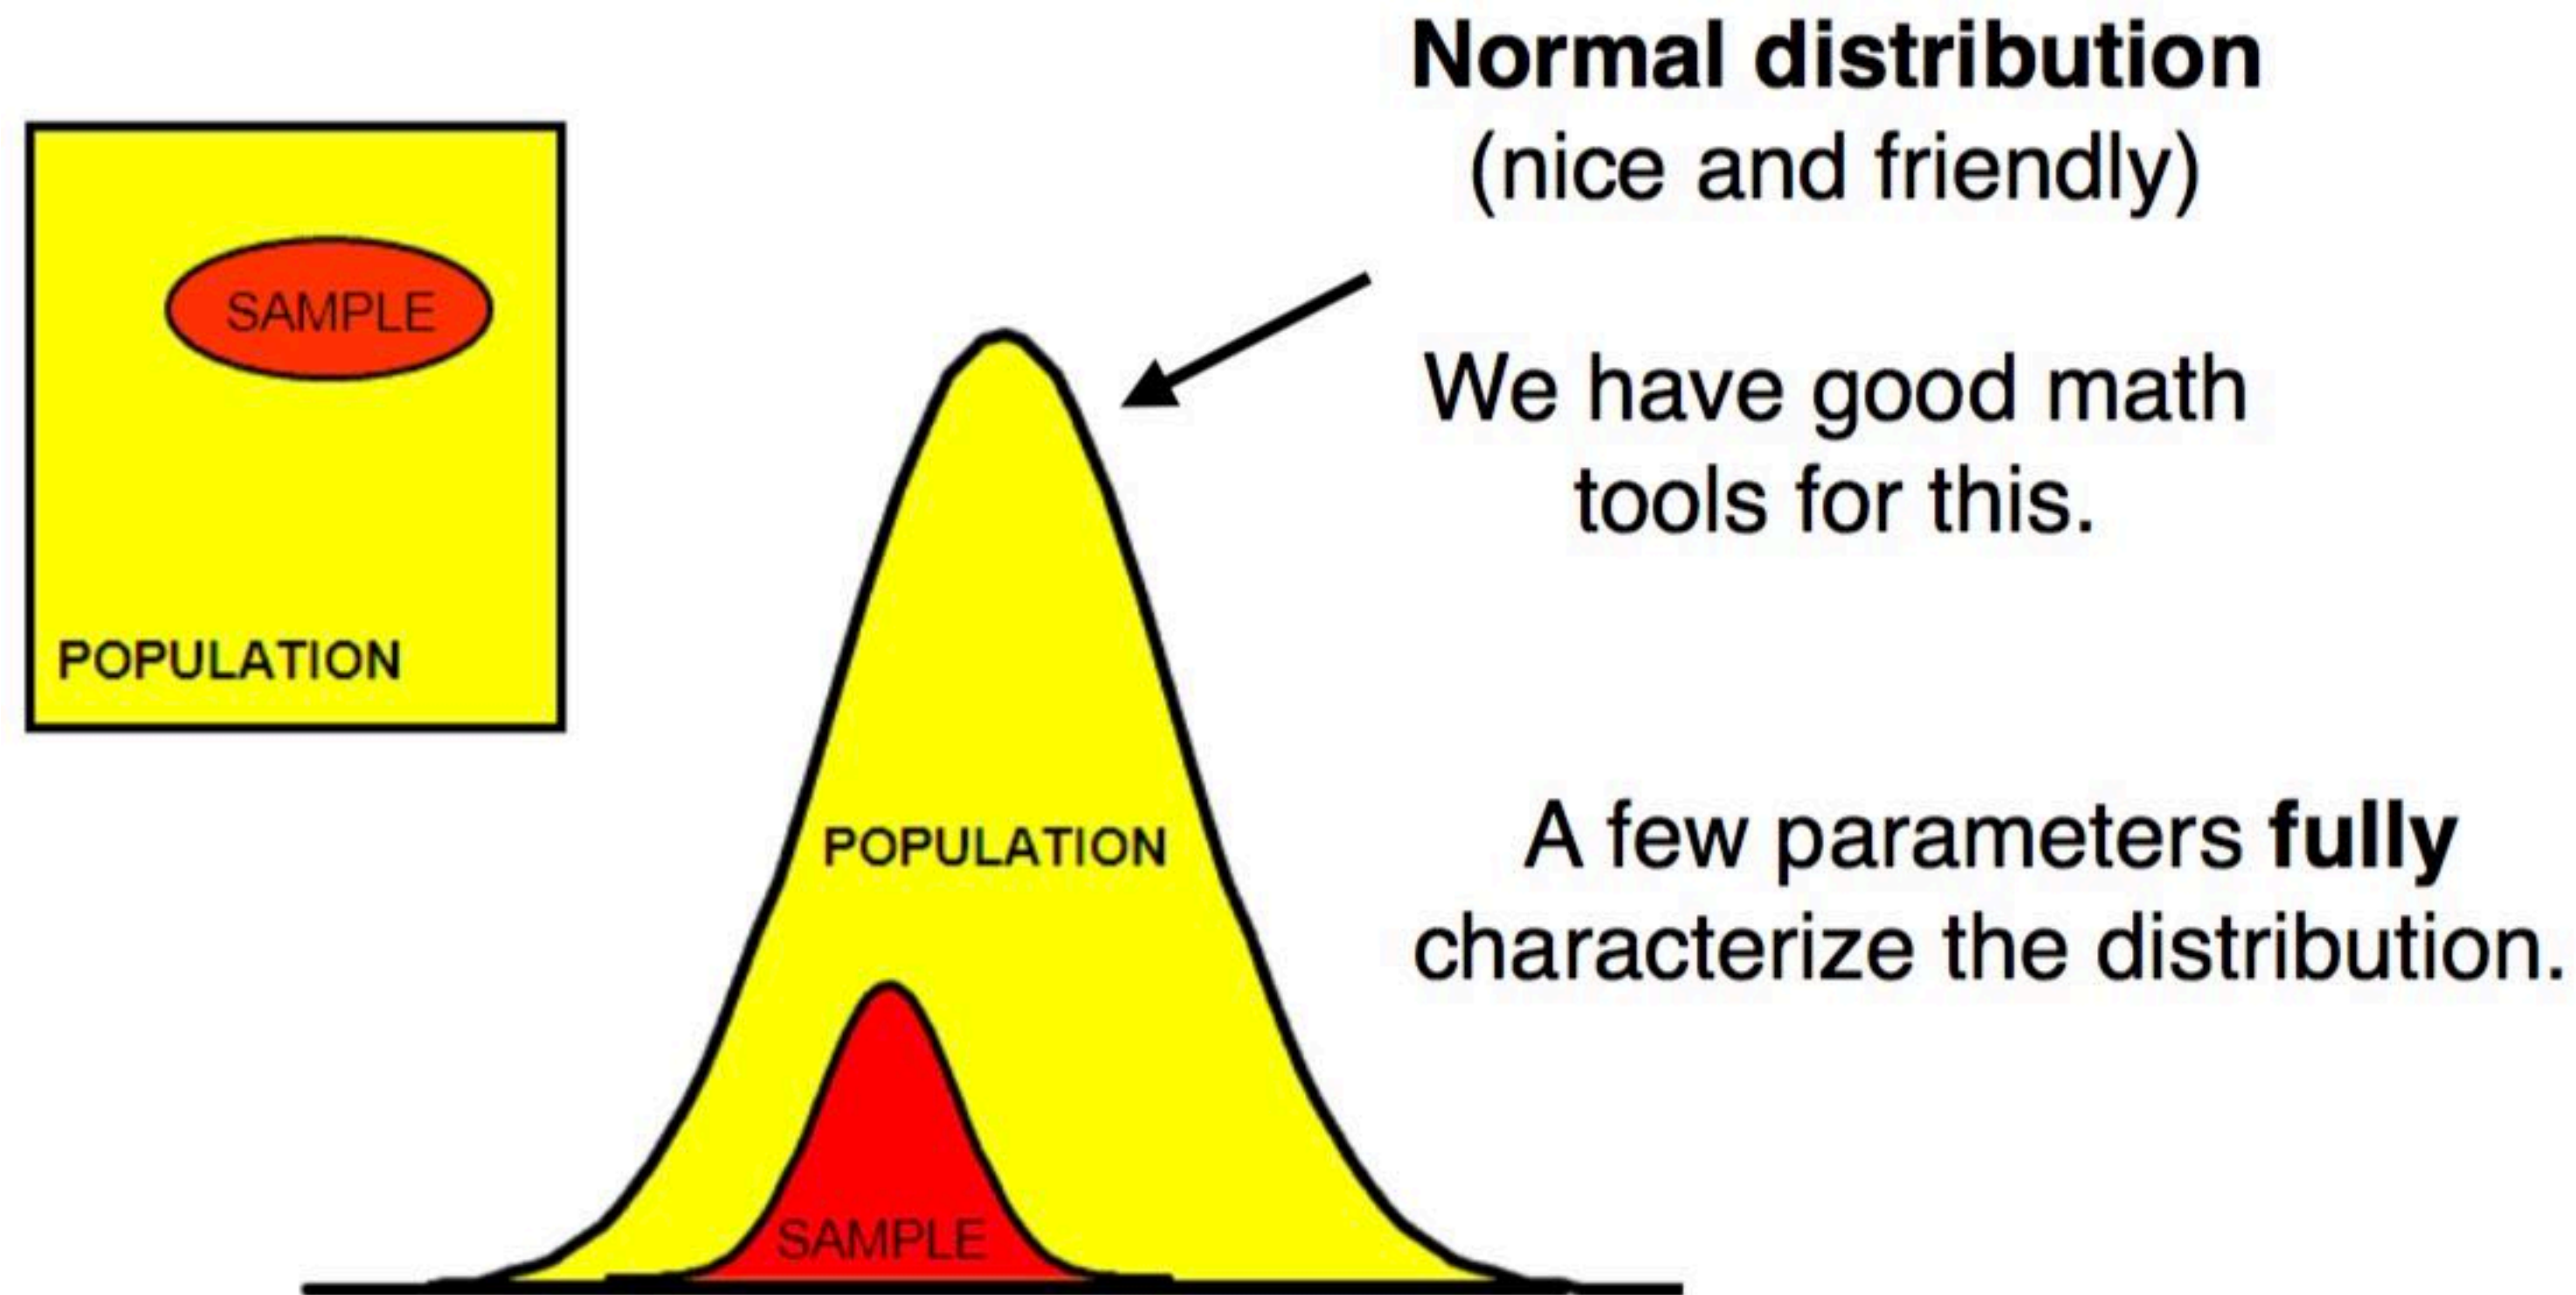 Normal distribution
(nice and friendly)
SAMPLE
We have good math
tools for this.
POPULATION
POPULATION
A few parameters fully
characterize the distribution.
SAMPLE